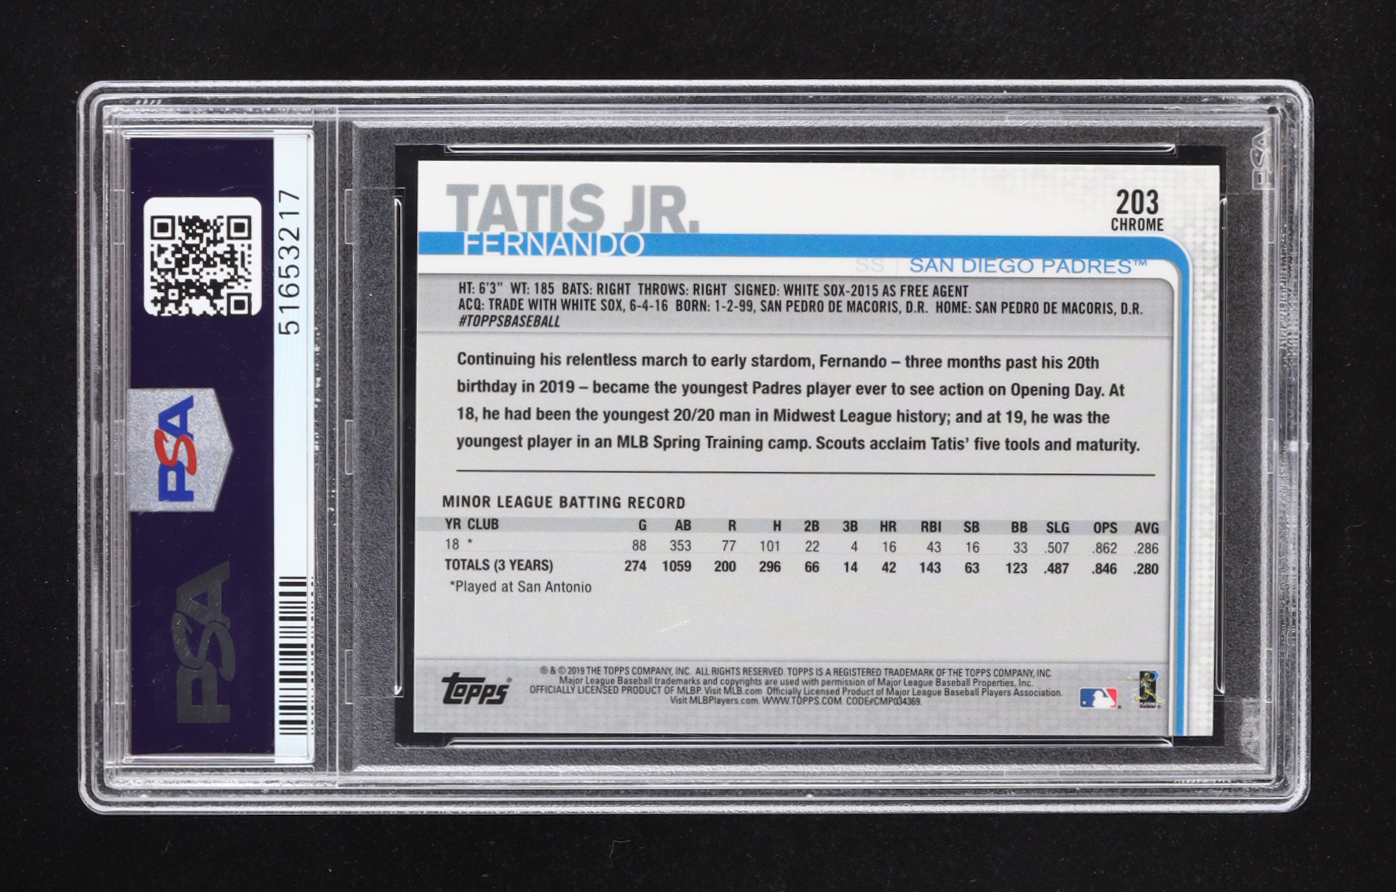 51653217
PSA
PSA
PSA
TATIS JR.
FERNANDO
203
CHROME
SS | SAN DIEGO PADRES™
HT: 6'3" WT: 185 BATS: RIGHT THROWS: RIGHT SIGNED: WHITE SOX-2015 AS FREE AGENT
ACQ: TRADE WITH WHITE SOX, 6-4-16 BORN: 1-2-99, SAN PEDRO DE MACORIS, D.R. HOME: SAN PEDRO DE MACORIS, D.R.
#TOPPSBASEBALL
Continuing his relentless march to early stardom, Fernando – three months past his 20th
birthday in 2019 – became the youngest Padres player ever to see action on Opening Day. At
18, he had been the youngest 20/20 man in Midwest League history; and at 19, he was the
youngest player in an MLB Spring Training camp. Scouts acclaim Tatis' five tools and maturity.
MINOR LEAGUE BATTING RECORD
YR CLUB G AB R H 2B 3B HR RBI SB BB SLG OPS AVG
18 * 88 353 77 101 22 4 16 43 16 33 .507 .862 .286
TOTALS (3 YEARS) 274 1059 200 296 66 14 42 143 63 123 .487 .846 .280
*Played at San Antonio
topps®
® & © 2019 THE TOPPS COMPANY, INC. ALL RIGHTS RESERVED. TOPPS IS A REGISTERED TRADEMARK OF THE TOPPS COMPANY, INC.
Major League Baseball trademarks and copyrights are used with permission of Major League Baseball Properties, Inc.
OFFICIALLY LICENSED PRODUCT OF MLBP. Visit MLB.com Officially Licensed Product of Major League Baseball Players Association.
Visit MLBPlayers.com. WWW.TOPPS.COM. CODE#CMP034369.